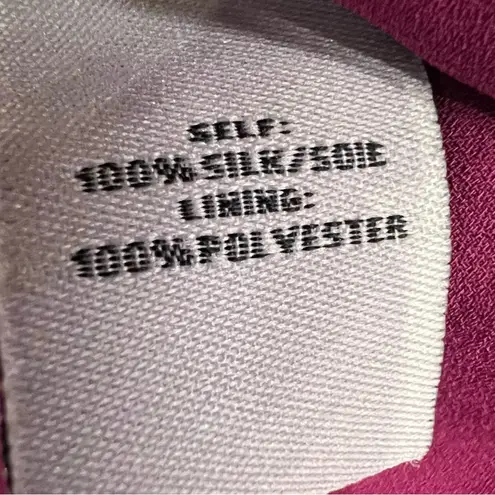 SELF:
100% SILK/SOIE
LINING:
100% POLYESTER